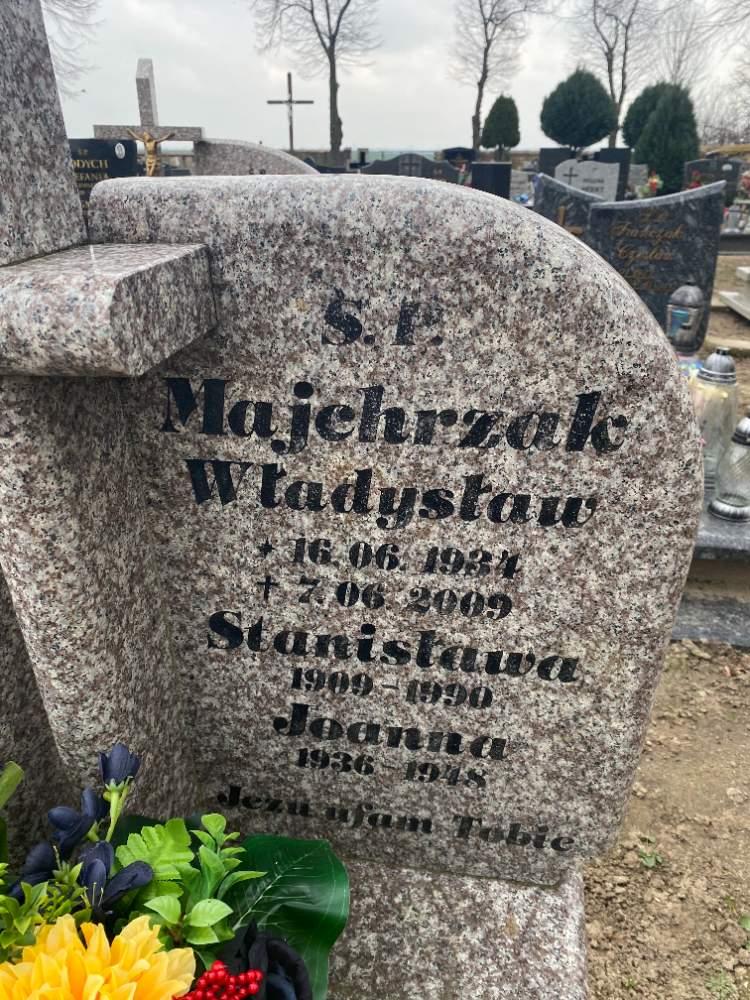 Ś. P.
Majchrzak
Władysław
* 16. 06. 1934
+ 7. 06. 2009
Stanisława
1909 - 1990
Joanna
1936 - 1948
Jezu ufam Tobie